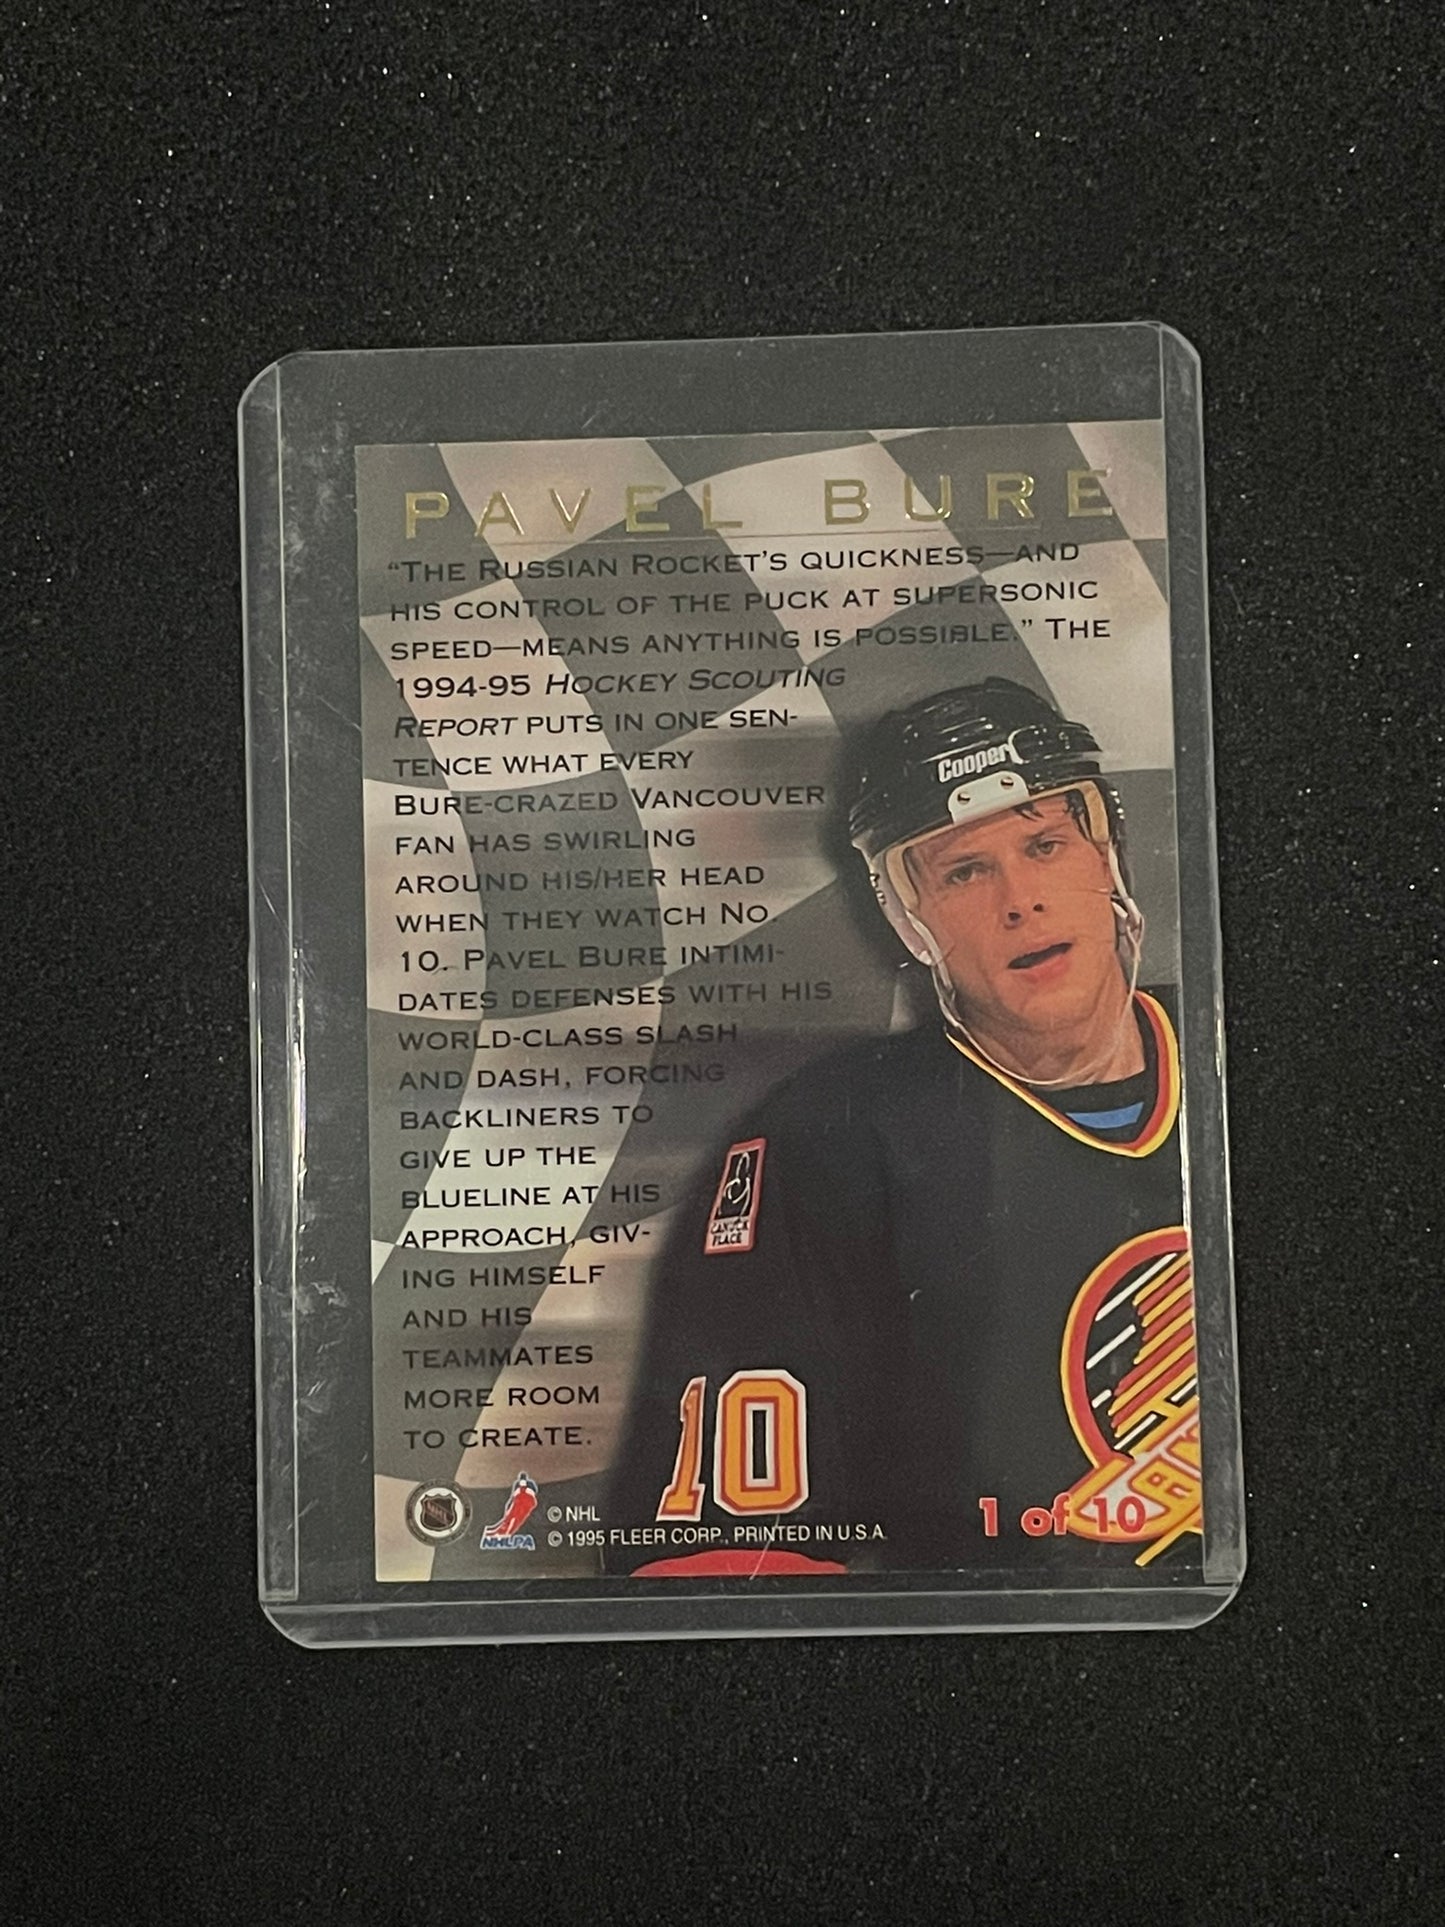 PAVEL BURE
"THE RUSSIAN ROCKET'S QUICKNESS—AND
HIS CONTROL OF THE PUCK AT SUPERSONIC
SPEED—MEANS ANYTHING IS POSSIBLE." THE
1994-95 HOCKEY SCOUTING
REPORT PUTS IN ONE SEN-
TENCE WHAT EVERY
BURE-CRAZED VANCOUVER
FAN HAS SWIRLING
AROUND HIS/HER HEAD
WHEN THEY WATCH NO.
10. PAVEL BURE INTIMI-
DATES DEFENSES WITH HIS
WORLD-CLASS SLASH
AND DASH, FORCING
BACKLINERS TO
GIVE UP THE
BLUELINE AT HIS
APPROACH, GIV-
ING HIMSELF
AND HIS
TEAMMATES
MORE ROOM
TO CREATE.
Cooper
CANUCK
PLACE
10
NHL
NHLPA
© NHL
© 1995 FLEER CORP., PRINTED IN U.S.A.
1 of 10